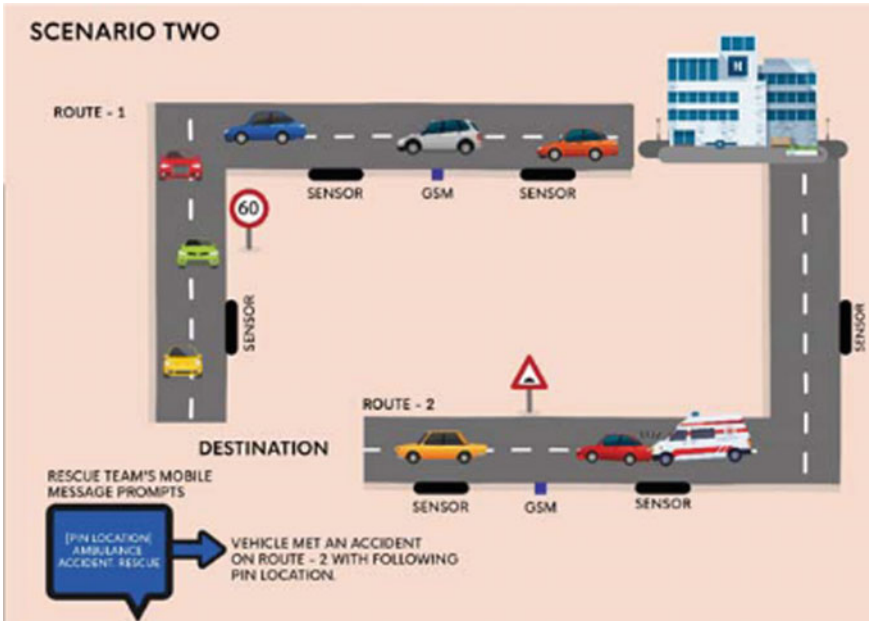 SCENARIO TWO
ROUTE - 1
SENSOR
GSM
SENSOR
60
SENSOR
SENSOR
ROUTE - 2
DESTINATION
SENSOR
GSM
SENSOR
RESCUE TEAM'S MOBILE
MESSAGE PROMPTS
[PIN LOCATION]
AMBULANCE
ACCIDENT. RESCUE
VEHICLE MET AN ACCIDENT
ON ROUTE - 2 WITH FOLLOWING
PIN LOCATION.
H